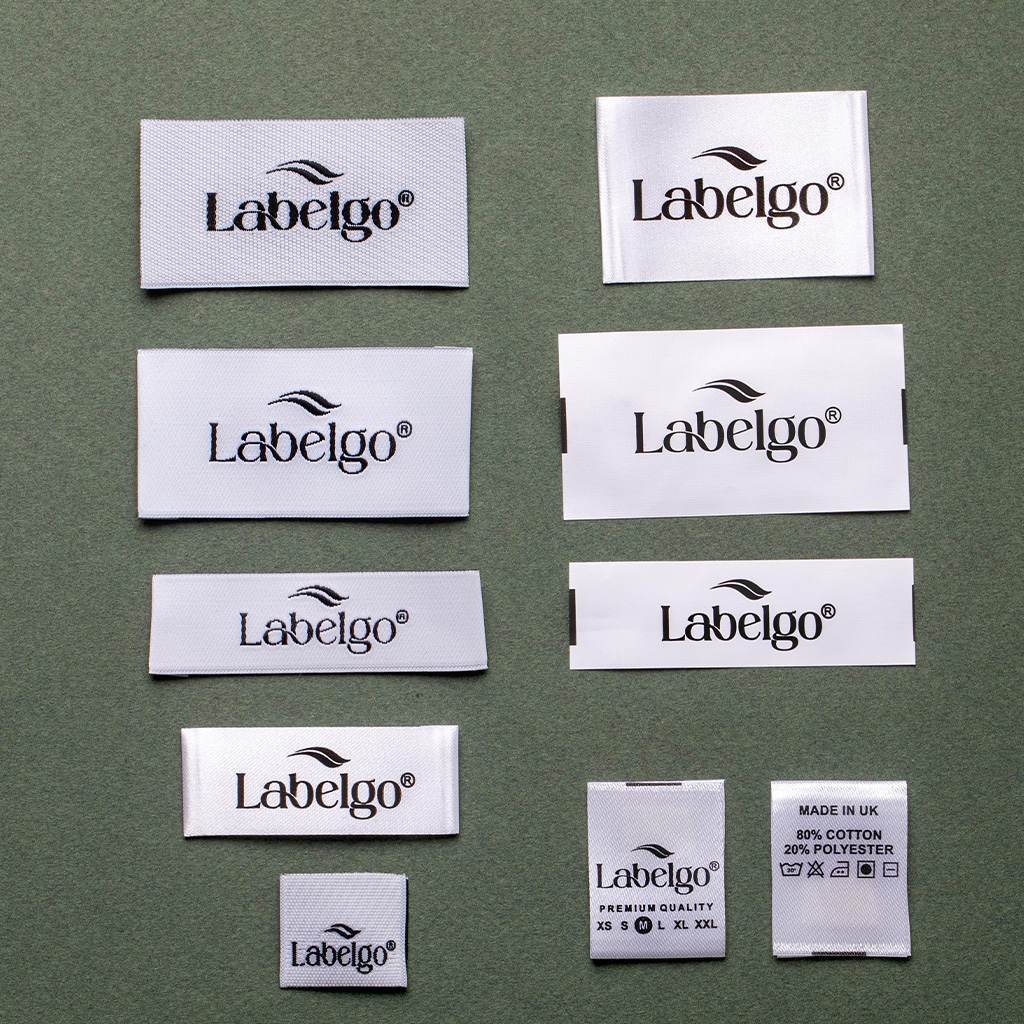 Labelgo®
Labelgo®
Labelgo®
Labelgo®
Labelgo®
Labelgo®
Labelgo®
Labelgo®
Labelgo®
PREMIUM QUALITY
XS S M L XL XXL
MADE IN UK
80% COTTON
20% POLYESTER
30°